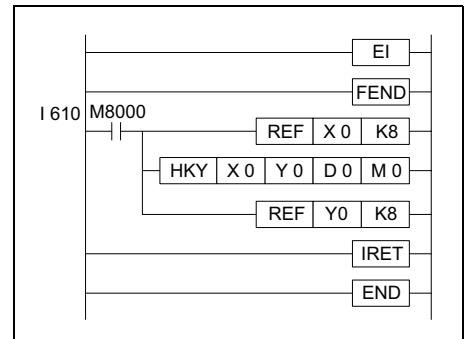 EI
FEND
I 610 M8000
REF X 0 K8
HKY X 0 Y 0 D 0 M 0
REF Y0 K8
IRET
END